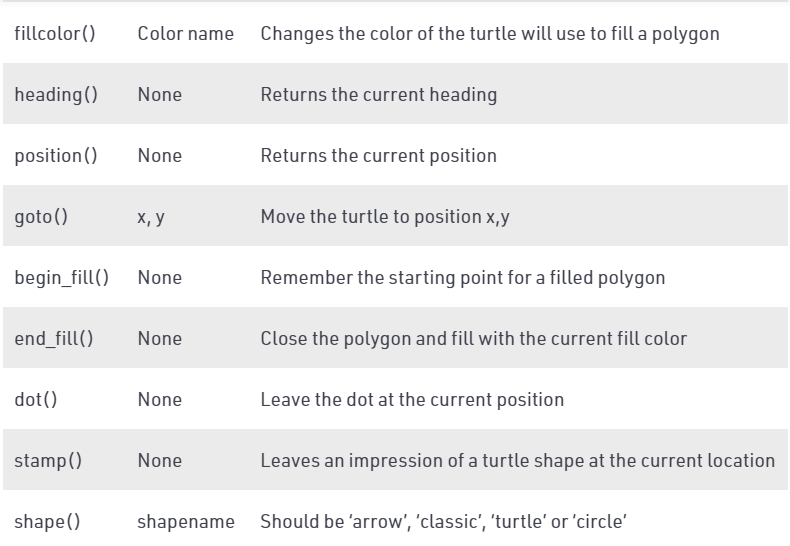 fillcolor() Color name Changes the color of the turtle will use to fill a polygon
heading() None Returns the current heading
position() None Returns the current position
goto() x, y Move the turtle to position x,y
begin_fill() None Remember the starting point for a filled polygon
end_fill() None Close the polygon and fill with the current fill color
dot() None Leave the dot at the current position
stamp() None Leaves an impression of a turtle shape at the current location
shape() shapename Should be ‘arrow’, ‘classic’, ‘turtle’ or ‘circle’